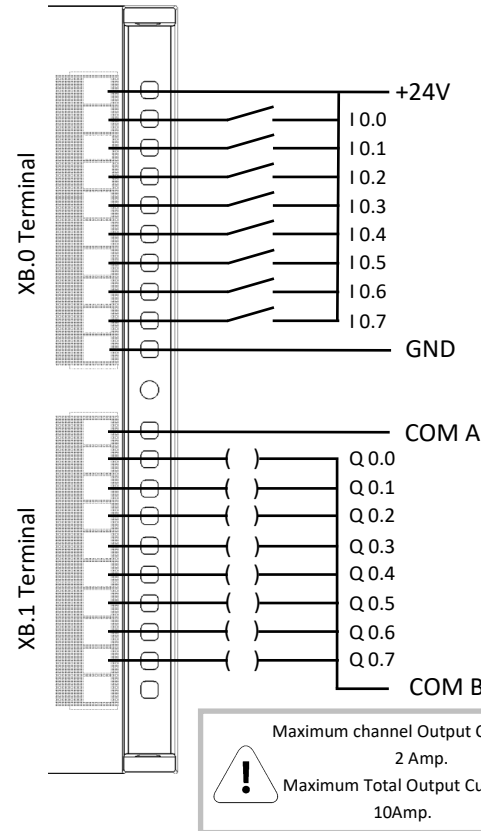 XB.0 Terminal
+24V
I 0.0
I 0.1
I 0.2
I 0.3
I 0.4
I 0.5
I 0.6
I 0.7
GND
XB.1 Terminal
COM A
Q 0.0
Q 0.1
Q 0.2
Q 0.3
Q 0.4
Q 0.5
Q 0.6
Q 0.7
COM B
Maximum channel Output
2 Amp.
Maximum Total Output
10Amp.